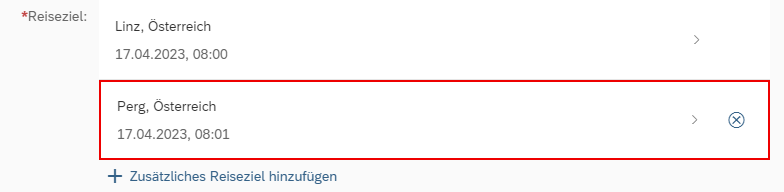 *Reiseziel:
Linz, Österreich
17.04.2023, 08:00
Perg, Österreich
17.04.2023, 08:01
Zusätzliches Reiseziel hinzufügen